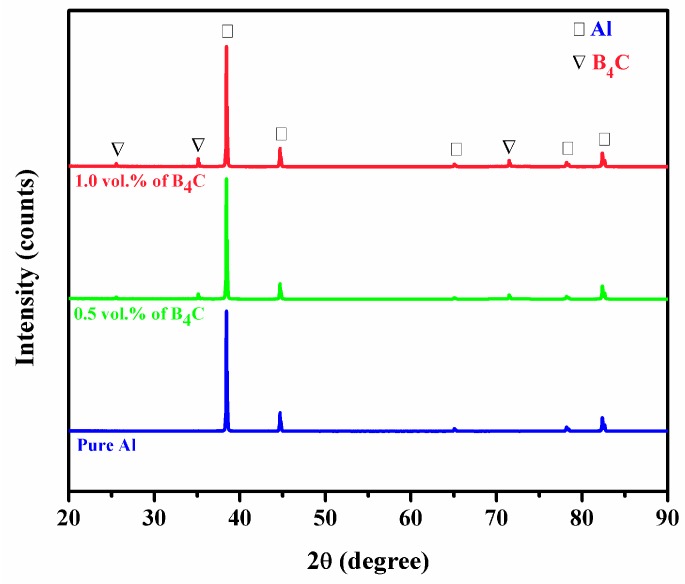 Al
B₄C
1.0 vol.% of B₄C
0.5 vol.% of B₄C
Pure Al
Intensity (counts)
20 30 40 50 60 70 80 90
2θ (degree)